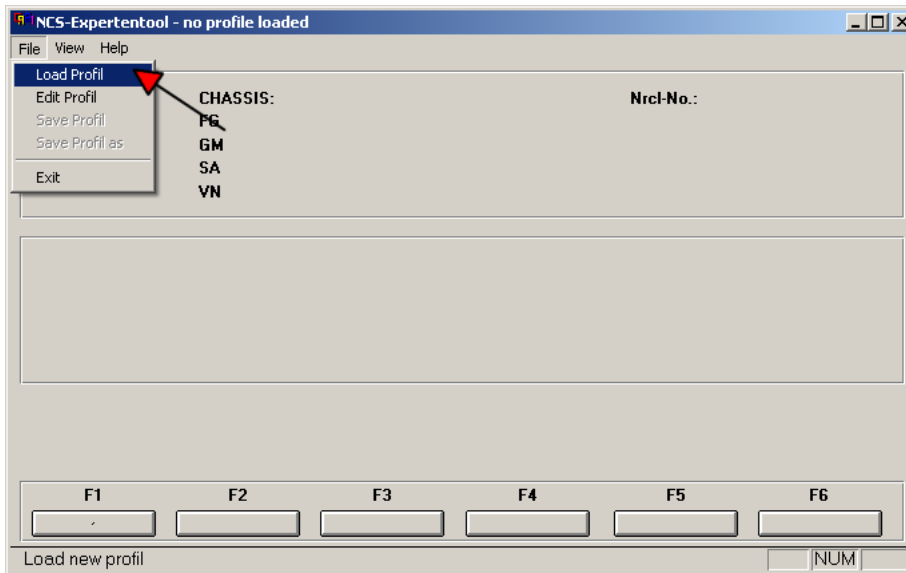 NCS-Expertentool - no profile loaded
File View Help
Load Profil
Edit Profil
Save Profil
Save Profil as
Exit
CHASSIS: Nrcl-No.:
FG
GM
SA
VN
F1 F2 F3 F4 F5 F6
Load new profil NUM